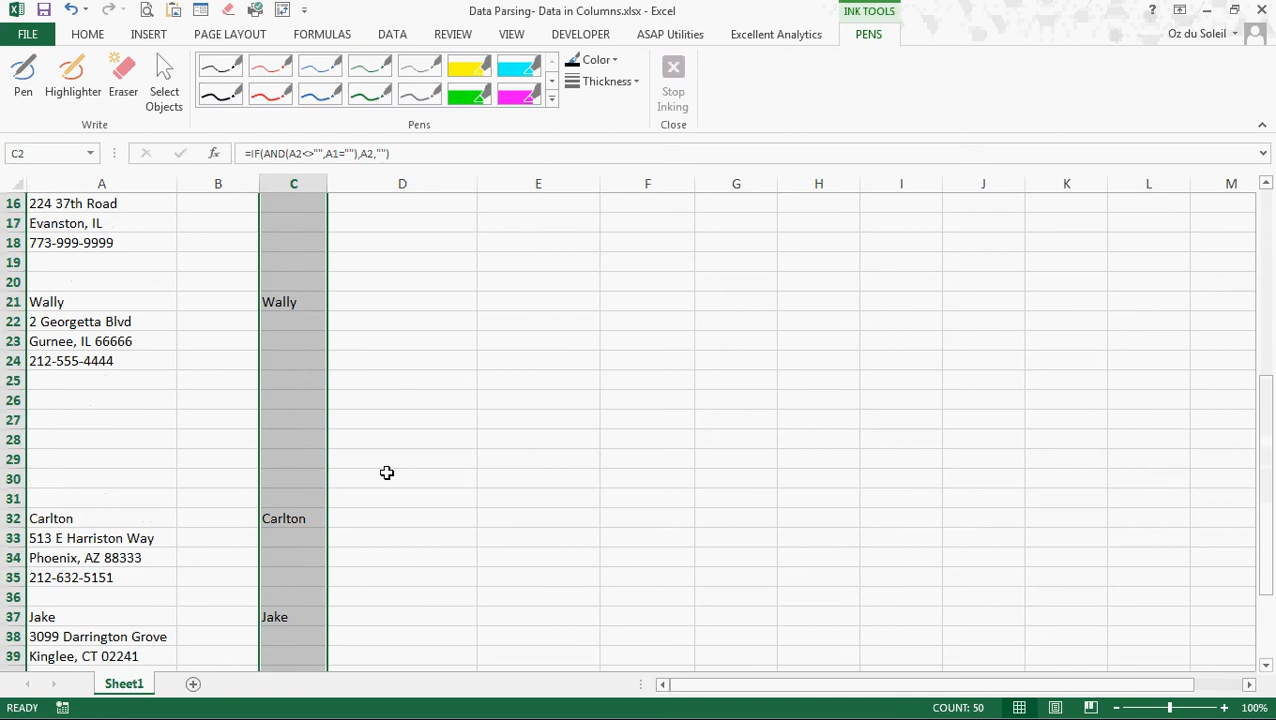 Data Parsing- Data in Columns.xlsx - Excel
INK TOOLS
FILE HOME INSERT PAGE LAYOUT FORMULAS DATA REVIEW VIEW DEVELOPER ASAP Utilities Excellent Analytics PENS Oz du Soleil
Pen Highlighter Eraser Select Objects
Color
Thickness
Stop Inking
Write Pens Close
C2 fx =IF(AND(A2<>"",A1=""),A2,"")
A B C D E F G H I J K L M
16 224 37th Road
17 Evanston, IL
18 773-999-9999
19
20
21 Wally Wally
22 2 Georgetta Blvd
23 Gurnee, IL 66666
24 212-555-4444
25
26
27
28
29
30
31
32 Carlton Carlton
33 513 E Harriston Way
34 Phoenix, AZ 88333
35 212-632-5151
36
37 Jake Jake
38 3099 Darrington Grove
39 Kinglee, CT 02241
Sheet1
READY COUNT: 50 100%